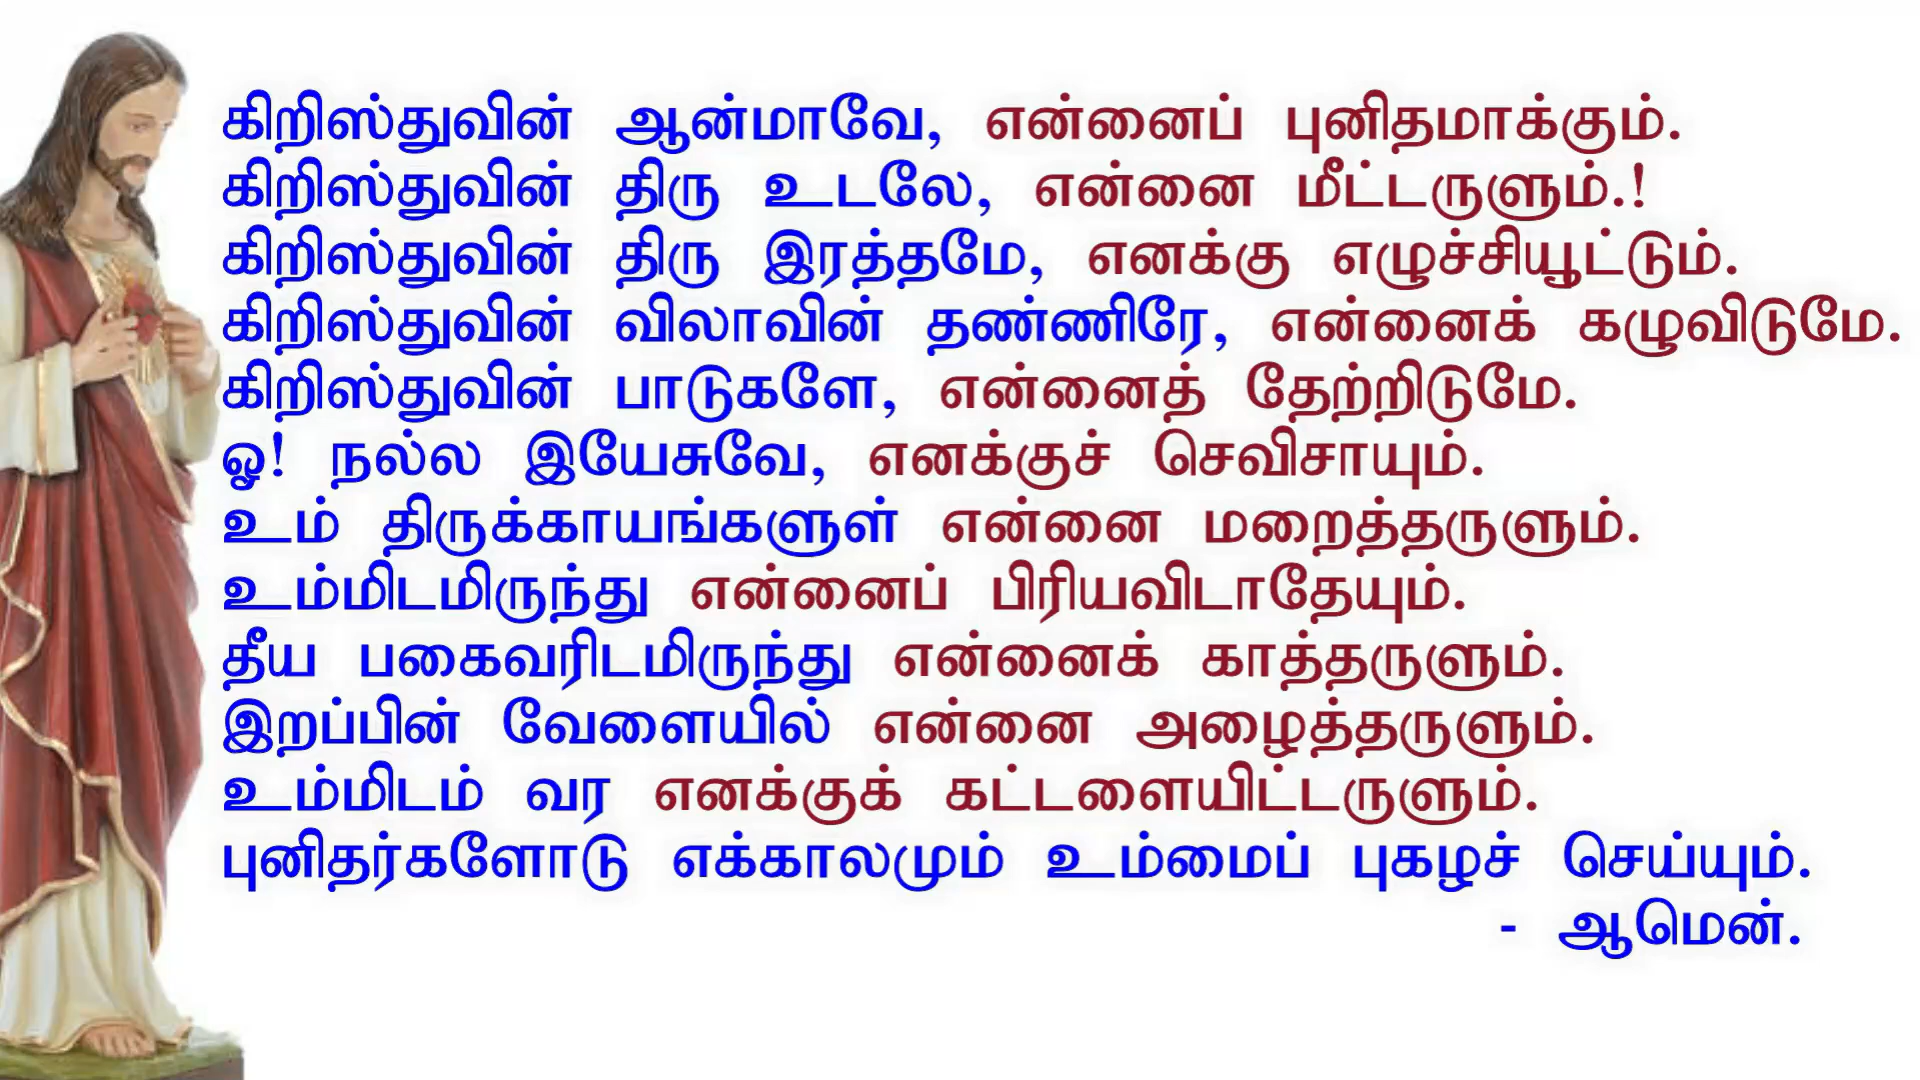 கிறிஸ்துவின் ஆன்மாவே, என்னைப் புனிதமாக்கும்.
கிறிஸ்துவின் திரு உடலே, என்னை மீட்டருளும்.!
கிறிஸ்துவின் திரு இரத்தமே, எனக்கு எழுச்சியூட்டும்.
கிறிஸ்துவின் விலாவின் தண்ணிரே, என்னைக் கழுவிடுமே.
கிறிஸ்துவின் பாடுகளே, என்னைத் தேற்றிடுமே.
ஓ! நல்ல இயேசுவே, எனக்குச் செவிசாயும்.
உம் திருக்காயங்களுள் என்னை மறைத்தருளும்.
உம்மிடமிருந்து என்னைப் பிரியவிடாதேயும்.
தீய பகைவரிடமிருந்து என்னைக் காத்தருளும்.
இறப்பின் வேளையில் என்னை அழைத்தருளும்.
உம்மிடம் வர எனக்குக் கட்டளையிட்டருளும்.
புனிதர்களோடு எக்காலமும் உம்மைப் புகழச் செய்யும்.
- ஆமென்.